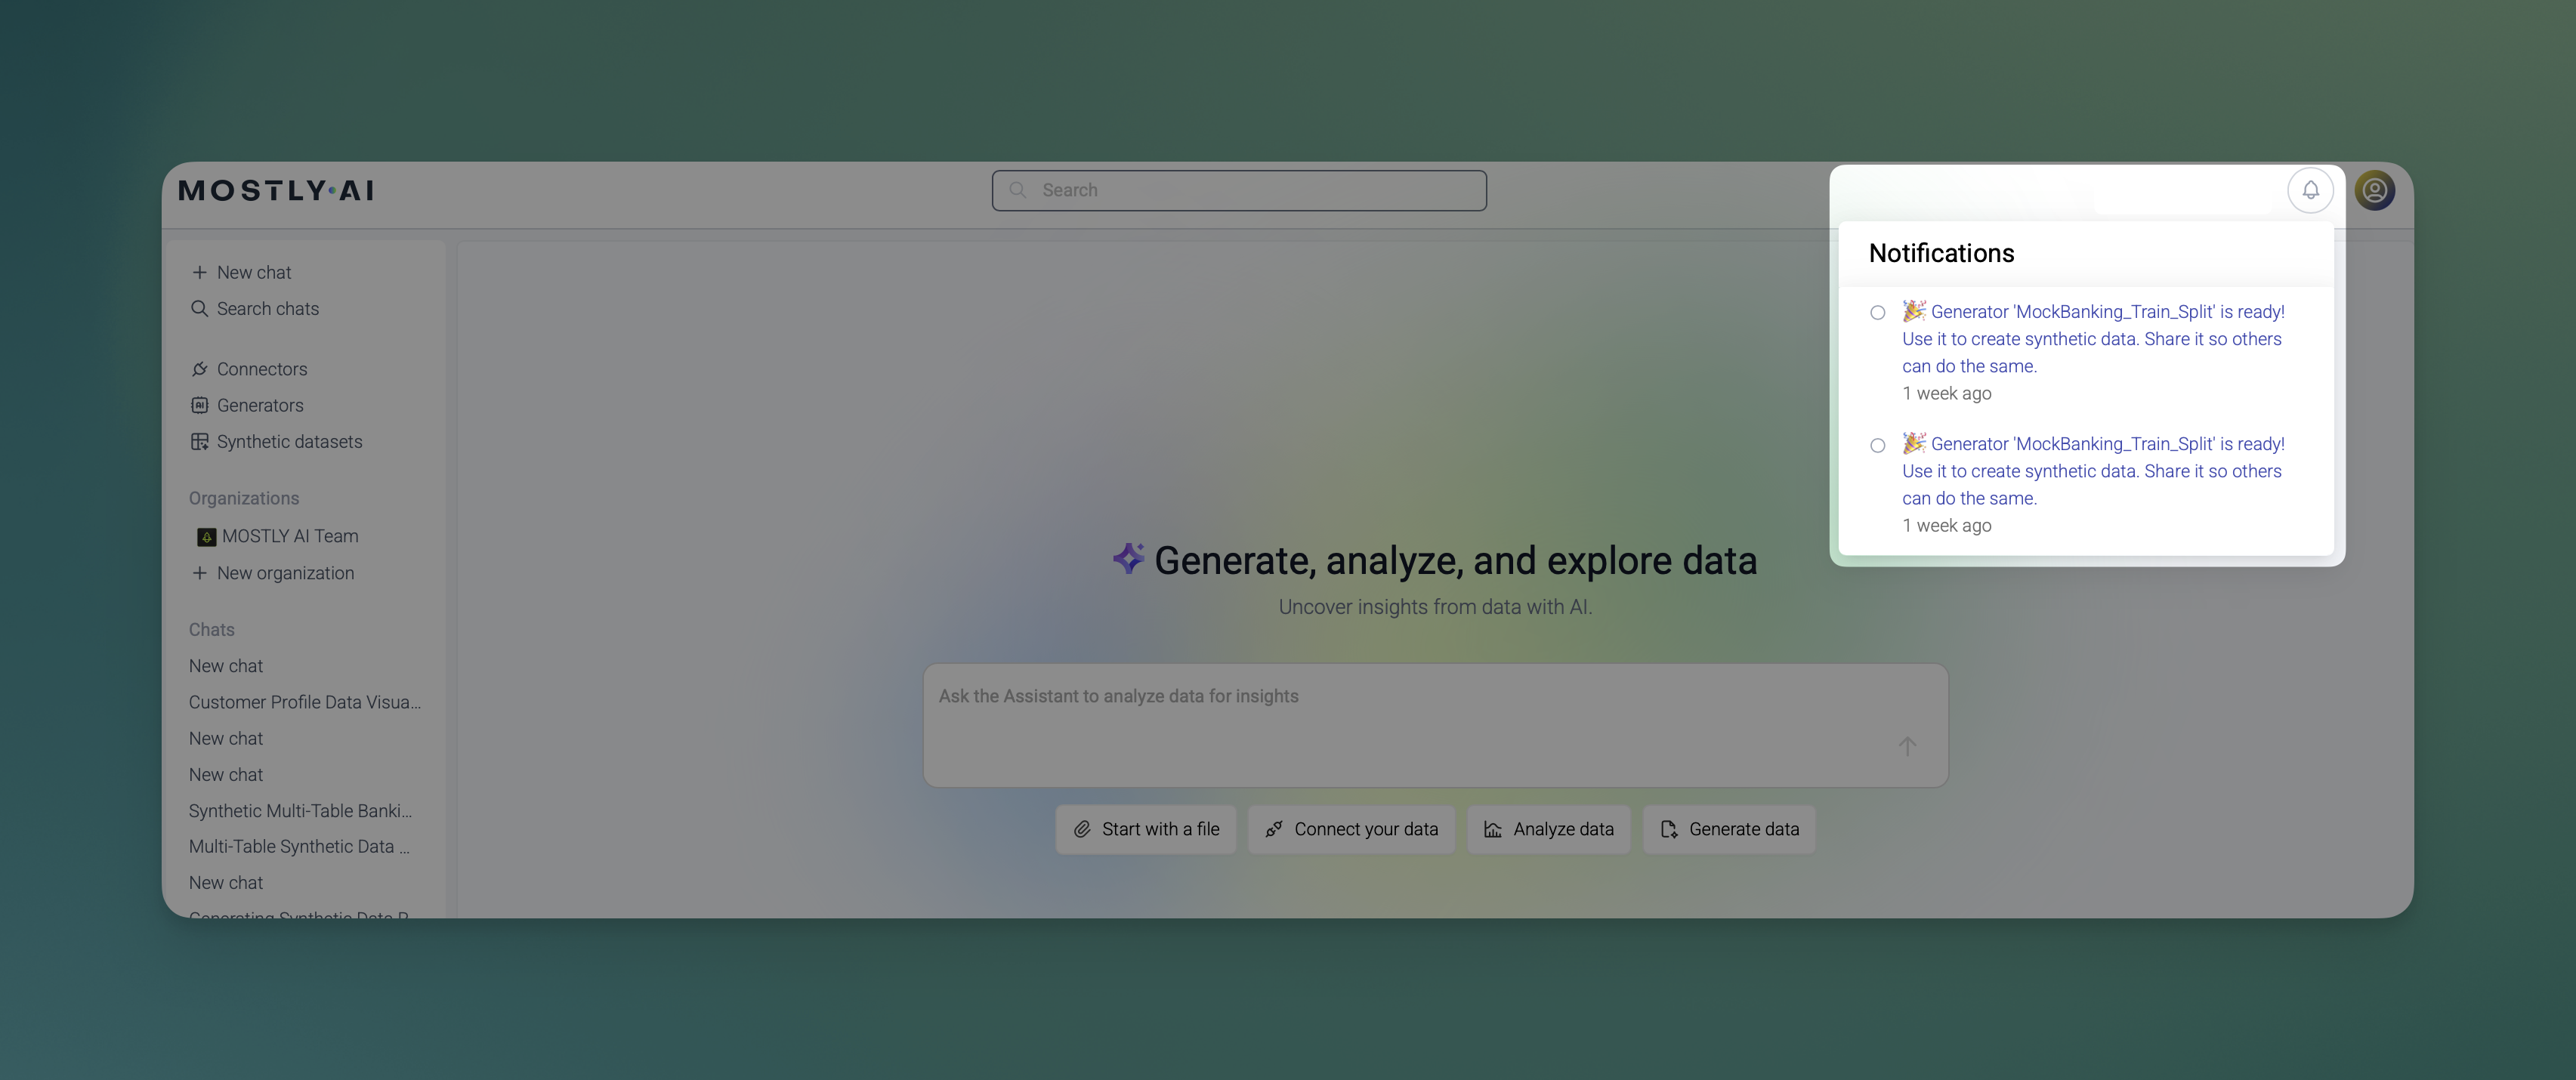 MOSTLY·AI
Search
New chat
Search chats
Connectors
Generators
Synthetic datasets
Organizations
MOSTLY AI Team
New organization
Chats
New chat
Customer Profile Data Visua...
New chat
New chat
Synthetic Multi-Table Banki...
Multi-Table Synthetic Data ...
New chat
Generating Synthetic Data
Generate, analyze, and explore data
Uncover insights from data with AI.
Ask the Assistant to analyze data for insights
Start with a file
Connect your data
Analyze data
Generate data
Notifications
🎉 Generator 'MockBanking_Train_Split' is ready!
Use it to create synthetic data. Share it so others
can do the same.
1 week ago
🎉 Generator 'MockBanking_Train_Split' is ready!
Use it to create synthetic data. Share it so others
can do the same.
1 week ago